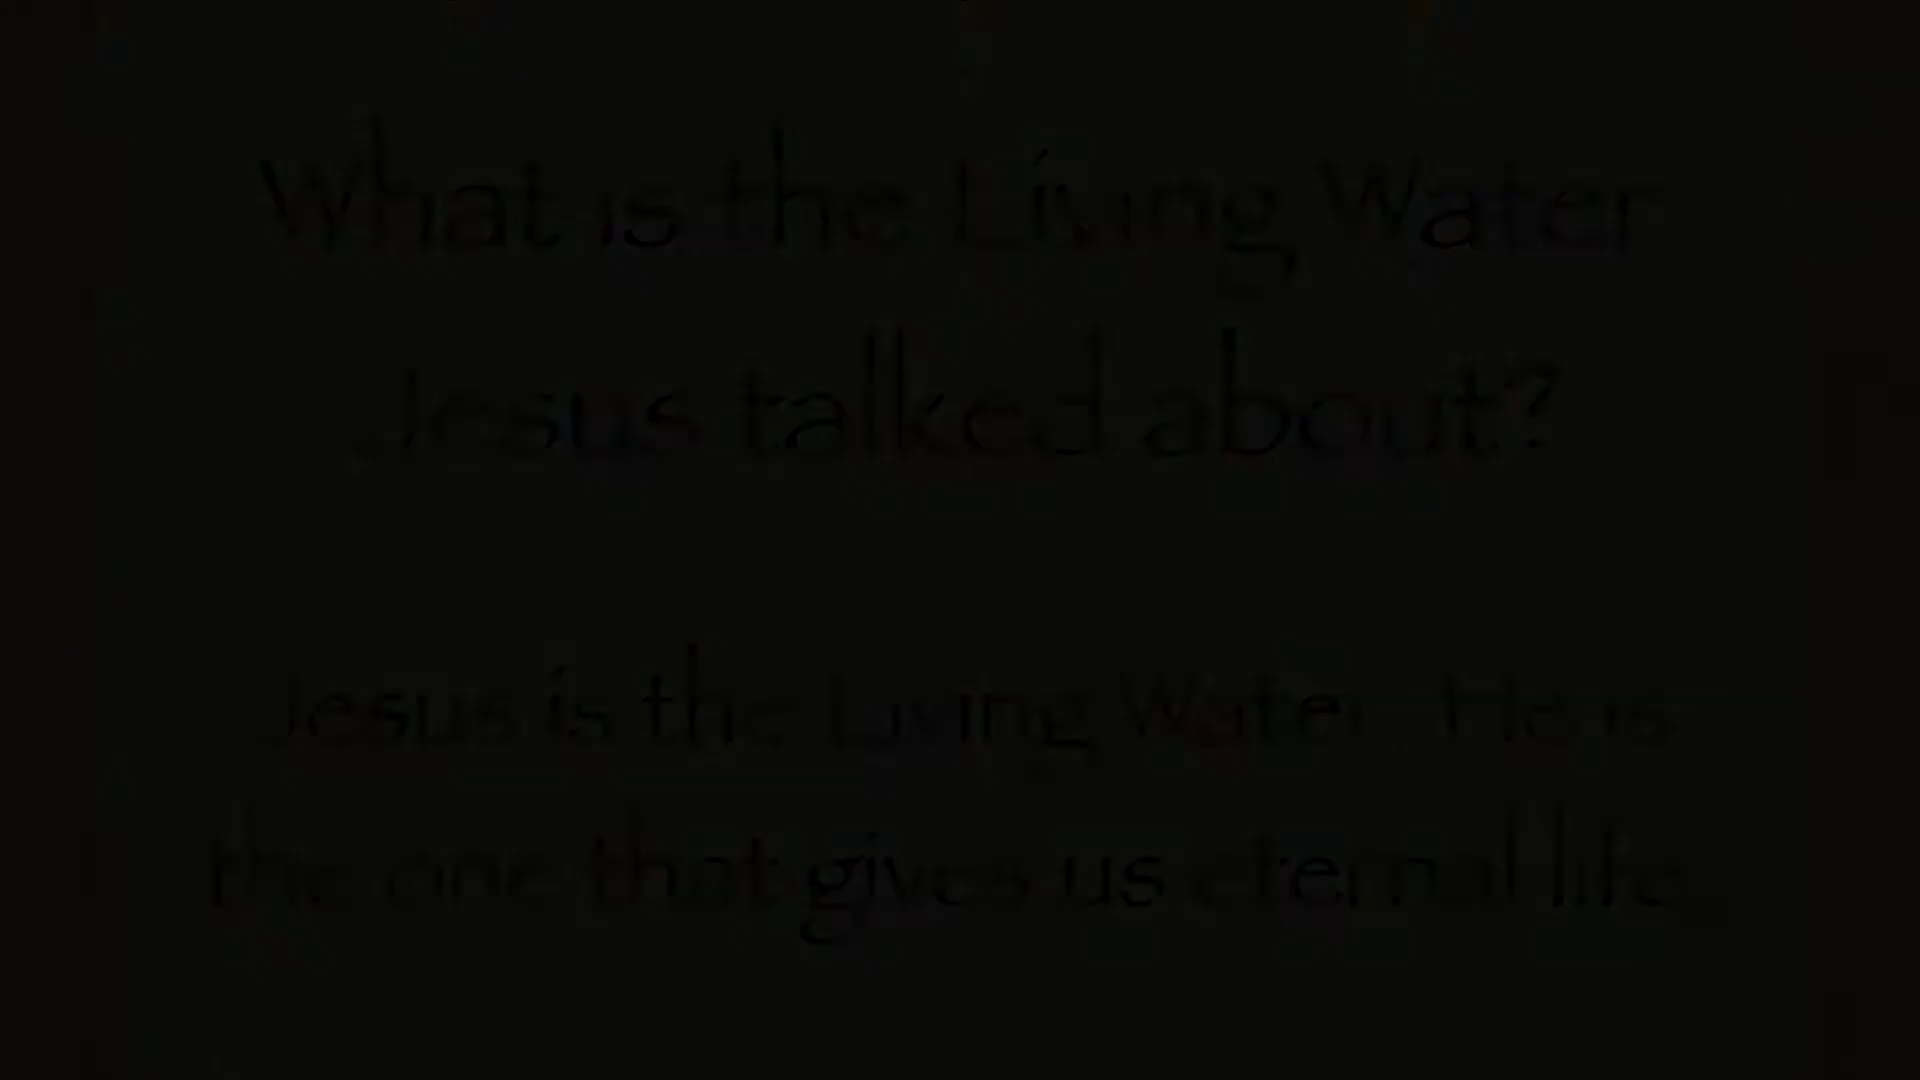 What is the Living Water
Jesus talked about?
Jesus is the Living Water. He is
the one that gives us eternal life